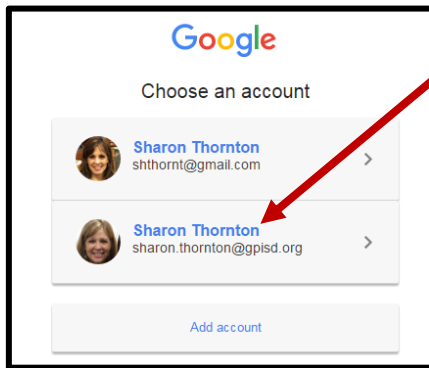 Google
Choose an account
Sharon Thornton
shthornt@gmail.com
Sharon Thornton
sharon.thornton@gpisd.org
Add account